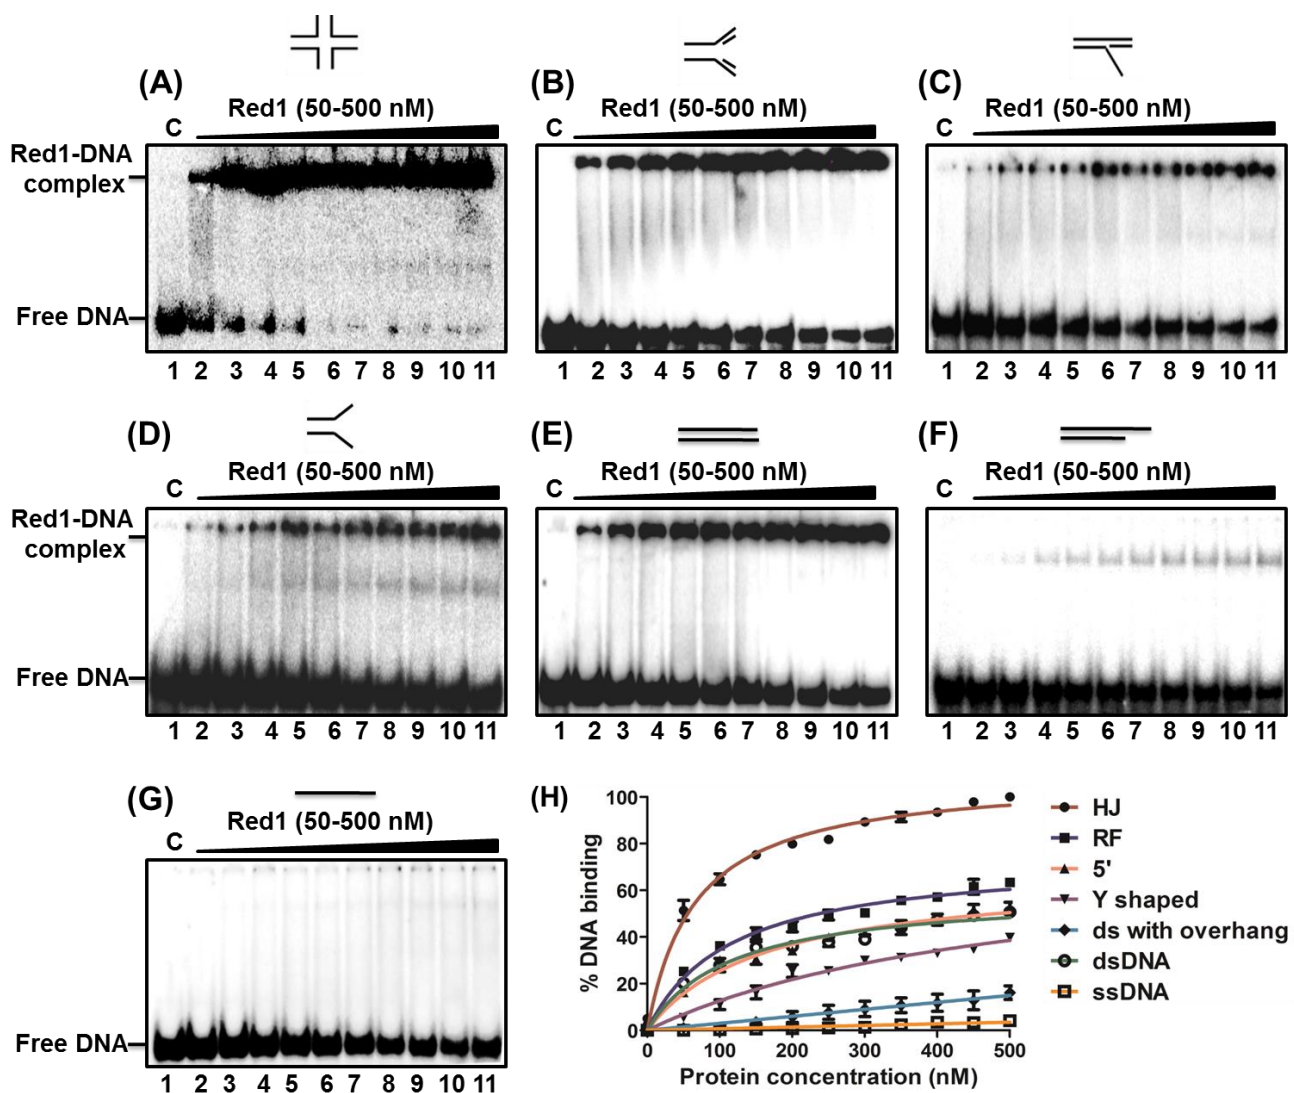 (A)
Red1 (50-500 nM)
C
Red1-DNA
complex
Free DNA
1 2 3 4 5 6 7 8 9 10 11
(B)
Red1 (50-500 nM)
C
1 2 3 4 5 6 7 8 9 10 11
(C)
Red1 (50-500 nM)
C
1 2 3 4 5 6 7 8 9 10 11
(D)
Red1 (50-500 nM)
C
Red1-DNA
complex
Free DNA
1 2 3 4 5 6 7 8 9 10 11
(E)
Red1 (50-500 nM)
C
1 2 3 4 5 6 7 8 9 10 11
(F)
Red1 (50-500 nM)
C
1 2 3 4 5 6 7 8 9 10 11
(G)
Red1 (50-500 nM)
C
Free DNA
1 2 3 4 5 6 7 8 9 10 11
(H)
% DNA binding
100
80
60
40
20
0
0 100 200 300 400 500
Protein concentration (nM)
HJ
RF
5'
Y shaped
ds with overhang
dsDNA
ssDNA